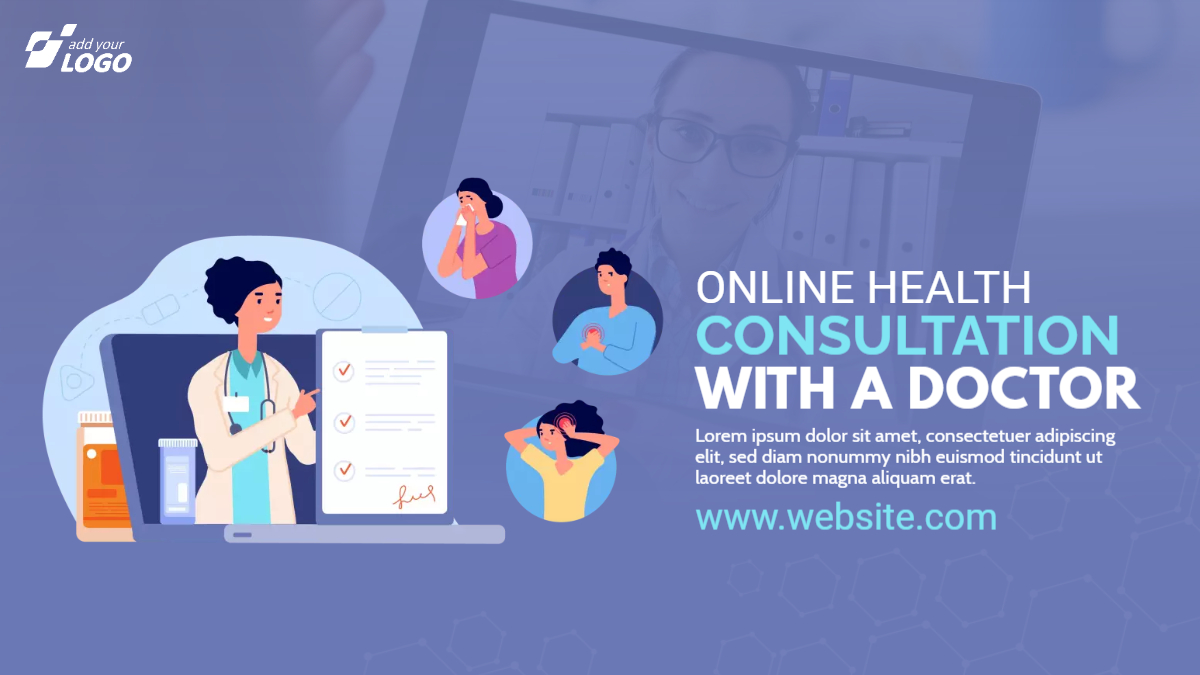 add your
LOGO
ONLINE HEALTH
CONSULTATION
WITH A DOCTOR
Lorem ipsum dolor sit amet, consectetuer adipiscing
elit, sed diam nonummy nibh euismod tincidunt ut
laoreet dolore magna aliquam erat.
www.website.com